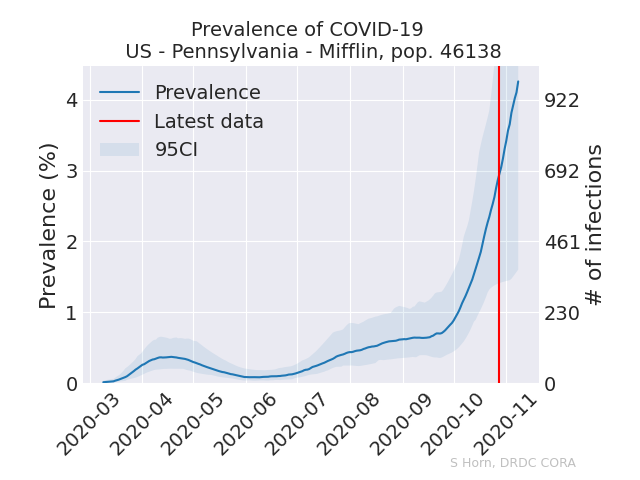 Prevalence of COVID-19
US - Pennsylvania - Mifflin, pop. 46138
Prevalence
Latest data
95CI
Prevalence (%)
4
3
2
1
0
922
692
461
230
0
# of infections
2020-03
2020-04
2020-05
2020-06
2020-07
2020-08
2020-09
2020-10
2020-11
S Horn, DRDC CORA